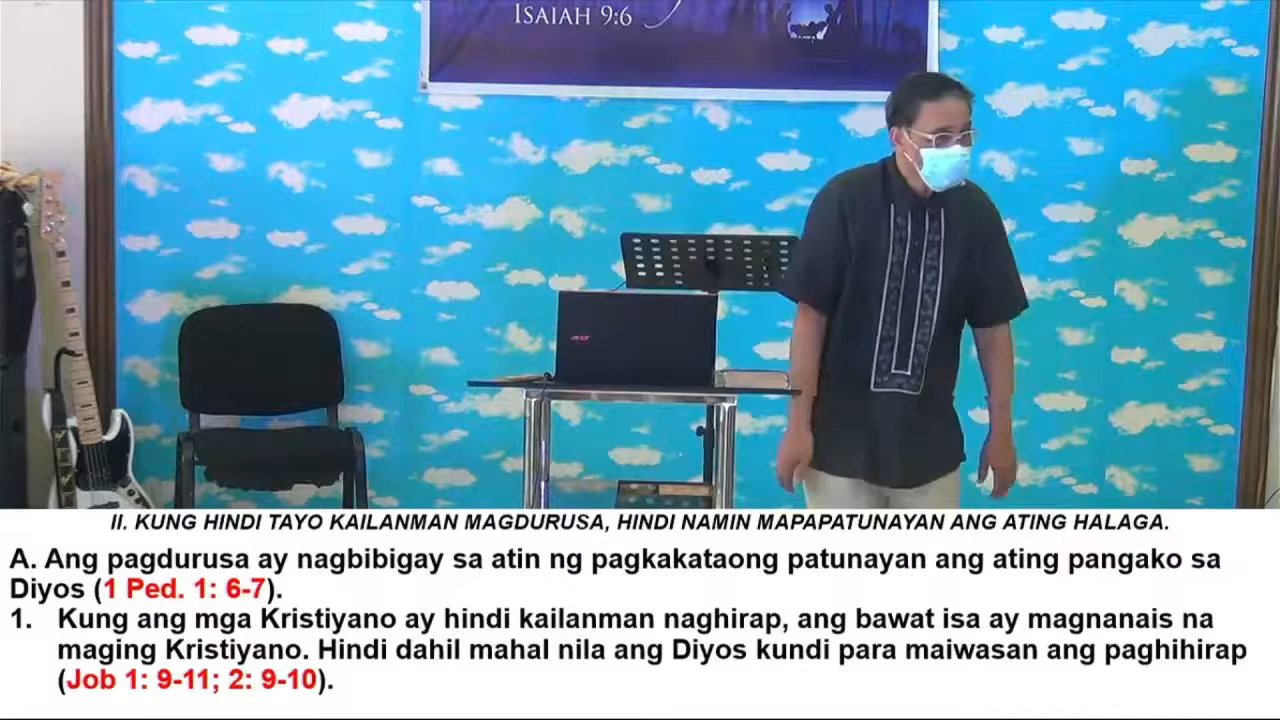 ISAIAH 9:6
acer
II. KUNG HINDI TAYO KAILANMAN MAGDURUSA, HINDI NAMIN MAPAPATUNAYAN ANG ATING HALAGA.
A. Ang pagdurusa ay nagbibigay sa atin ng pagkakataong patunayan ang ating pangako sa
Diyos (1 Ped. 1: 6-7).
1. Kung ang mga Kristiyano ay hindi kailanman naghirap, ang bawat isa ay magnanais na
maging Kristiyano. Hindi dahil mahal nila ang Diyos kundi para maiwasan ang paghihirap
(Job 1: 9-11; 2: 9-10).